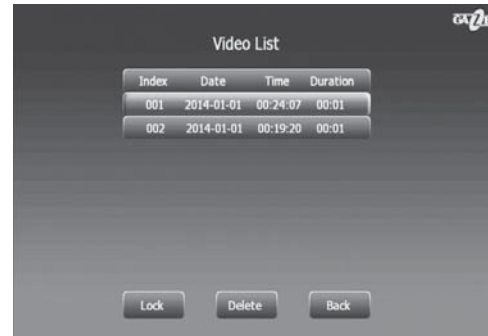 Video List
Index Date Time Duration
001 2014-01-01 00:24:07 00:01
002 2014-01-01 00:19:20 00:01
Lock Delete Back